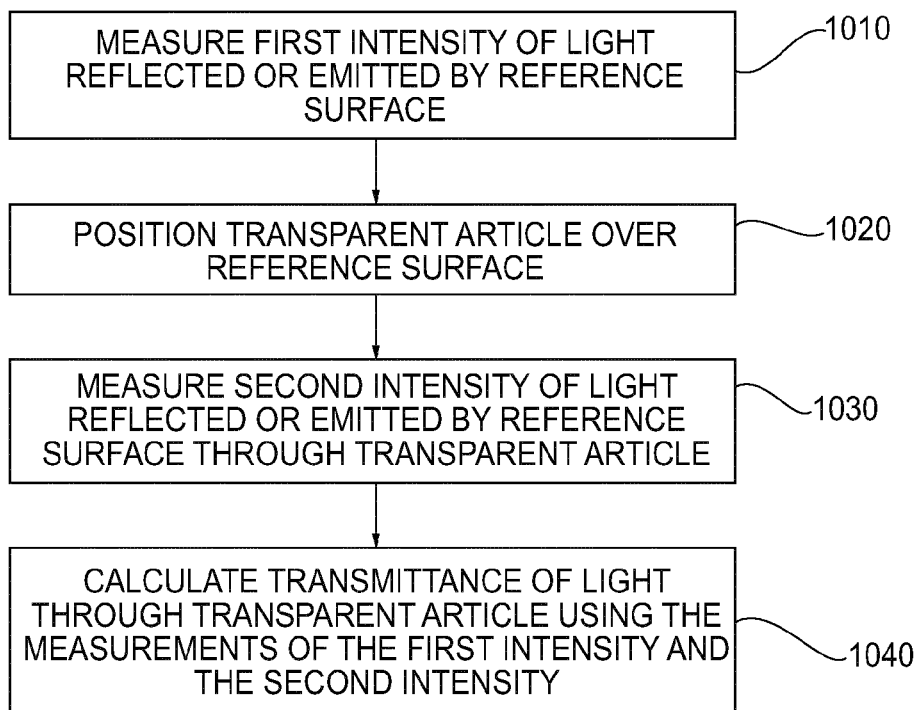 MEASURE FIRST INTENSITY OF LIGHT
REFLECTED OR EMITTED BY REFERENCE
SURFACE
1010
POSITION TRANSPARENT ARTICLE OVER
REFERENCE SURFACE
1020
MEASURE SECOND INTENSITY OF LIGHT
REFLECTED OR EMITTED BY REFERENCE
SURFACE THROUGH TRANSPARENT ARTICLE
1030
CALCULATE TRANSMITTANCE OF LIGHT
THROUGH TRANSPARENT ARTICLE USING THE
MEASUREMENTS OF THE FIRST INTENSITY AND
THE SECOND INTENSITY
1040